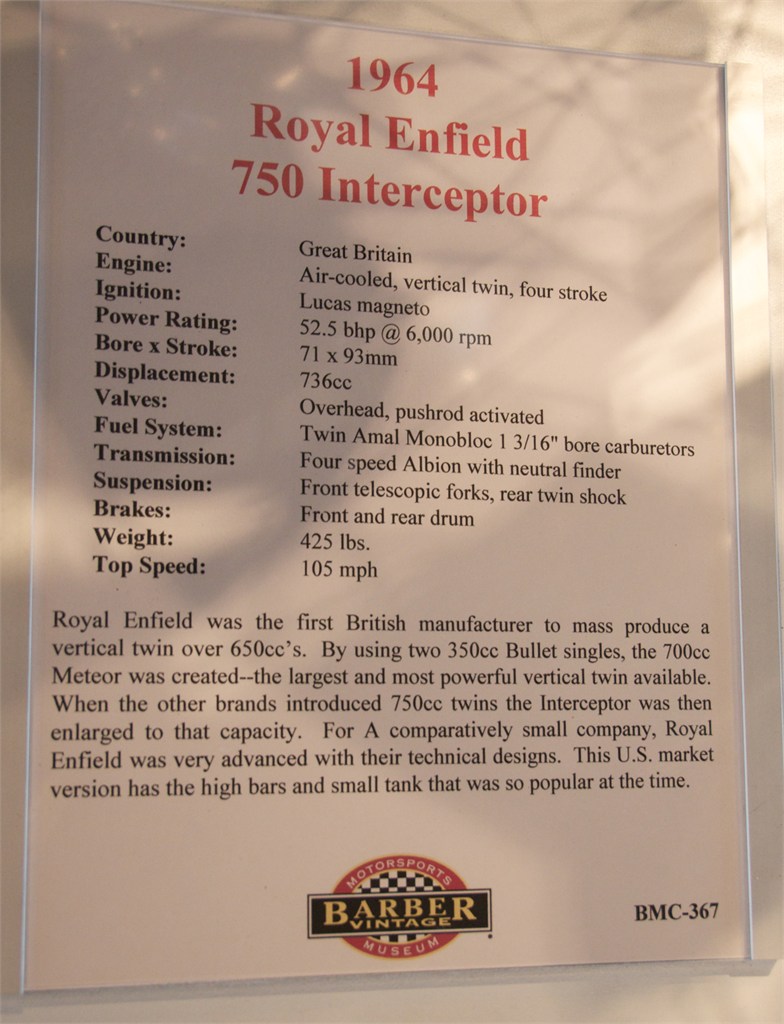 1964
Royal Enfield
750 Interceptor
Country: Great Britain
Engine: Air-cooled, vertical twin, four stroke
Ignition: Lucas magneto
Power Rating: 52.5 bhp @ 6,000 rpm
Bore x Stroke: 71 x 93mm
Displacement: 736cc
Valves: Overhead, pushrod activated
Fuel System: Twin Amal Monobloc 1 3/16" bore carburetors
Transmission: Four speed Albion with neutral finder
Suspension: Front telescopic forks, rear twin shock
Brakes: Front and rear drum
Weight: 425 lbs.
Top Speed: 105 mph
Royal Enfield was the first British manufacturer to mass produce a
vertical twin over 650cc's. By using two 350cc Bullet singles, the 700cc
Meteor was created--the largest and most powerful vertical twin available.
When the other brands introduced 750cc twins the Interceptor was then
enlarged to that capacity. For A comparatively small company, Royal
Enfield was very advanced with their technical designs. This U.S. market
version has the high bars and small tank that was so popular at the time.
MOTORSPORTS
BARBER
VINTAGE
MUSEUM
BMC-367